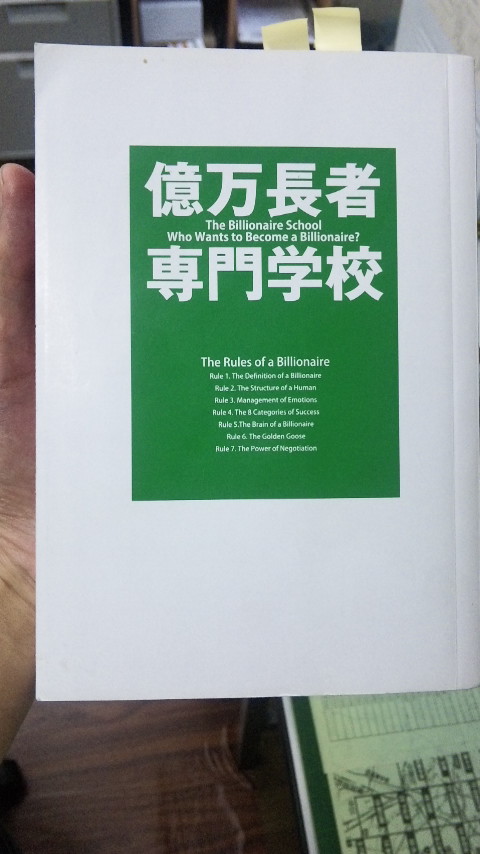 億万長者
The Billionaire School
Who Wants to Become a Billionaire?
専門学校
The Rules of a Billionaire
Rule 1. The Definition of a Billionaire
Rule 2. The Structure of a Human
Rule 3. Management of Emotions
Rule 4. The 8 Categories of Success
Rule 5.The Brain of a Billionaire
Rule 6. The Golden Goose
Rule 7. The Power of Negotiation